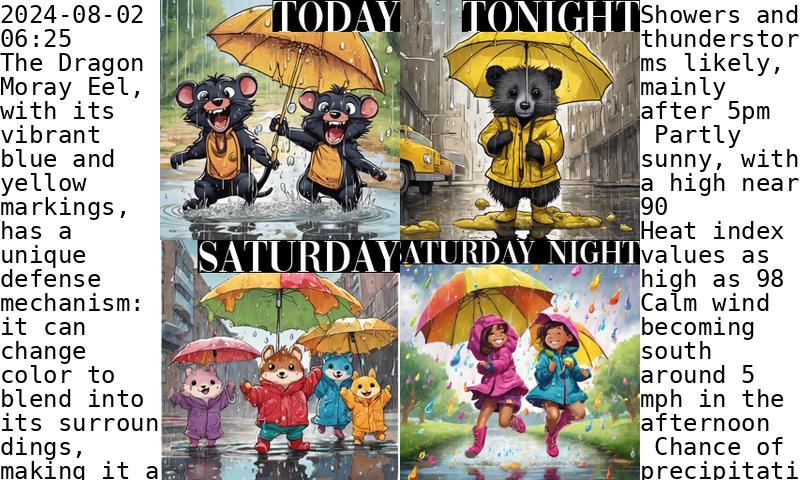 2024-08-02
06:25
The Dragon
Moray Eel,
with its
vibrant
blue and
yellow
markings,
has a
unique
defense
mechanism:
it can
change
color to
blend into
its surroun
dings,
making it a
TODAY
TONIGHT
SATURDAY
ATURDAY NIGHT
Showers and
thunderstor
ms likely,
mainly
after 5pm
Partly
sunny, with
a high near
90
Heat index
values as
high as 98
Calm wind
becoming
south
around 5
mph in the
afternoon
Chance of
precipitati